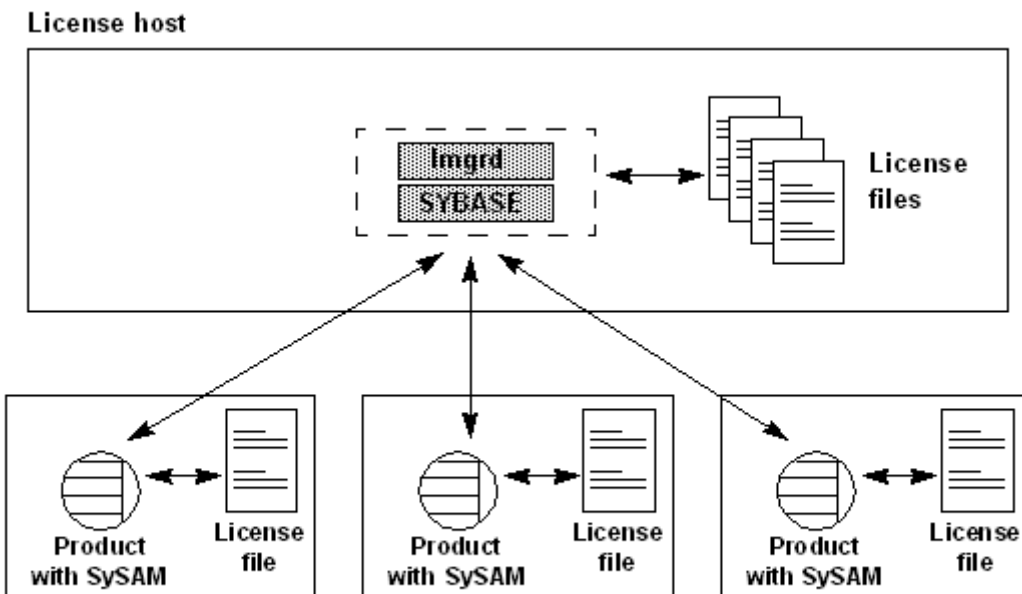 License host
lmgrd
SYBASE
License
files
Product
with SySAM
License
file
Product
with SySAM
License
file
Product
with SySAM
License
file